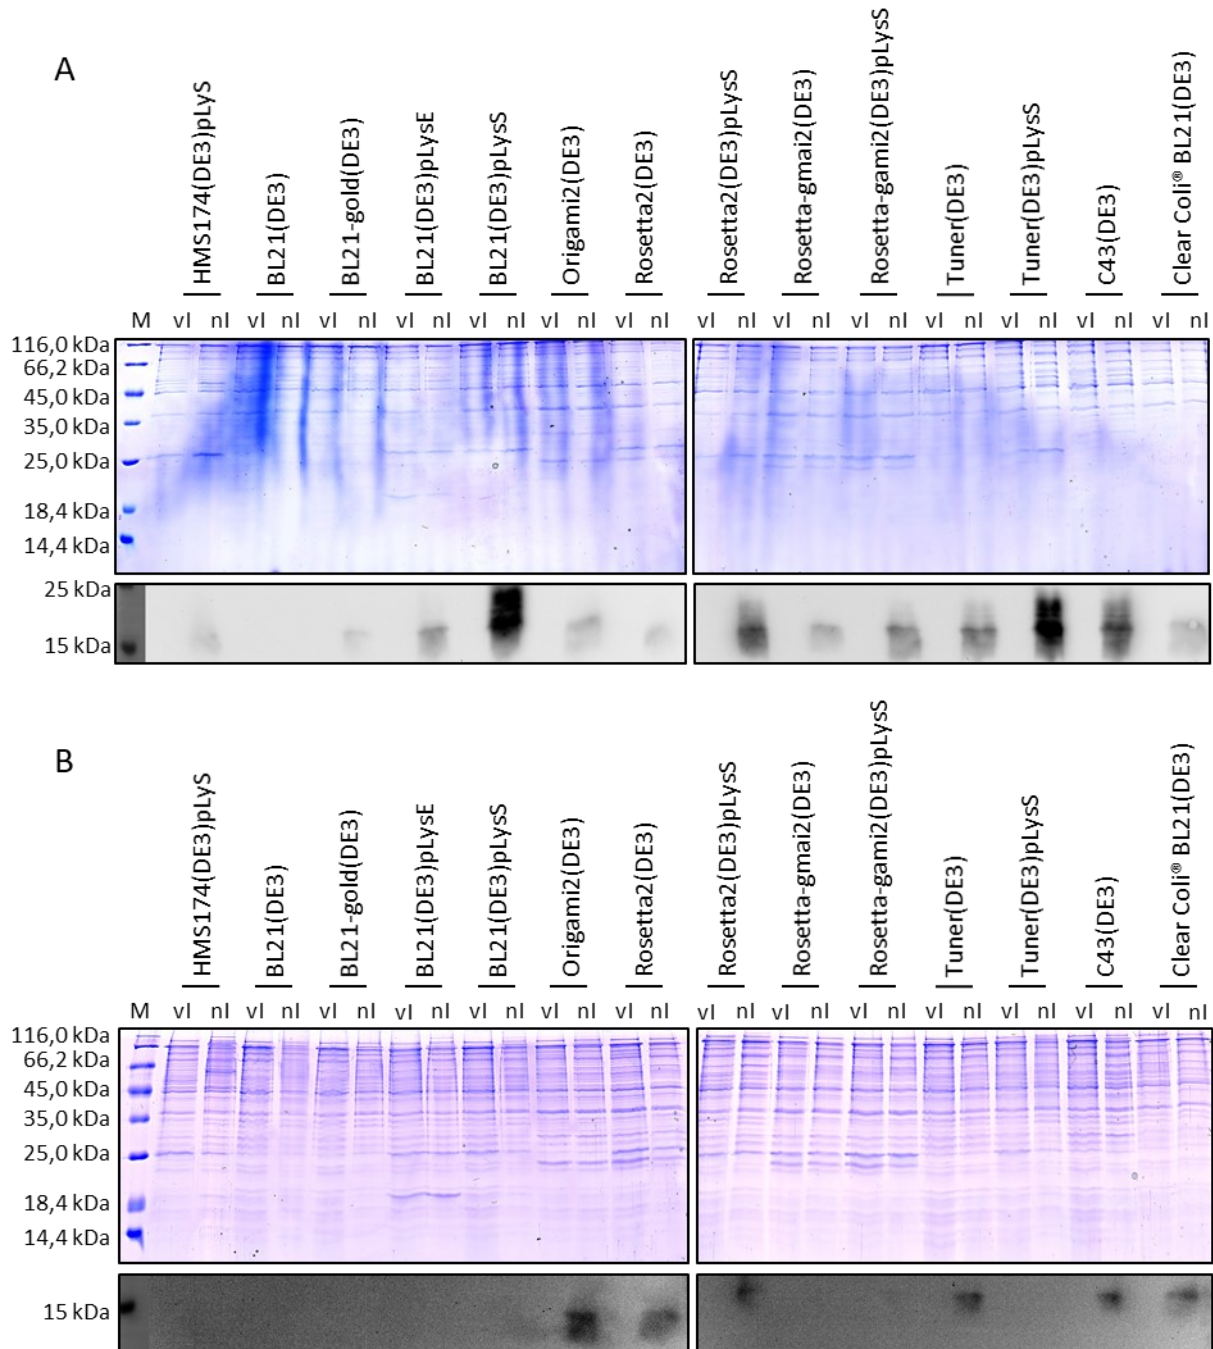 A
HMS174(DE3)pLyS
BL21(DE3)
BL21-gold(DE3)
BL21(DE3)pLysE
BL21(DE3)pLysS
Origami2(DE3)
Rosetta2(DE3)
Rosetta2(DE3)pLysS
Rosetta-gmai2(DE3)
Rosetta-gami2(DE3)pLysS
Tuner(DE3)
Tuner(DE3)pLysS
C43(DE3)
Clear Coli® BL21(DE3)
M vI nI vI nI vI nI vI nI vI nI vI nI vI nI vI nI vI nI vI nI vI nI vI nI vI nI vI nI
116,0 kDa
66,2 kDa
45,0 kDa
35,0 kDa
25,0 kDa
18,4 kDa
14,4 kDa
25 kDa
15 kDa
B
HMS174(DE3)pLyS
BL21(DE3)
BL21-gold(DE3)
BL21(DE3)pLysE
BL21(DE3)pLysS
Origami2(DE3)
Rosetta2(DE3)
Rosetta2(DE3)pLysS
Rosetta-gmai2(DE3)
Rosetta-gami2(DE3)pLysS
Tuner(DE3)
Tuner(DE3)pLysS
C43(DE3)
Clear Coli® BL21(DE3)
M vI nI vI nI vI nI vI nI vI nI vI nI vI nI vI nI vI nI vI nI vI nI vI nI vI nI vI nI
116,0 kDa
66,2 kDa
45,0 kDa
35,0 kDa
25,0 kDa
18,4 kDa
14,4 kDa
15 kDa